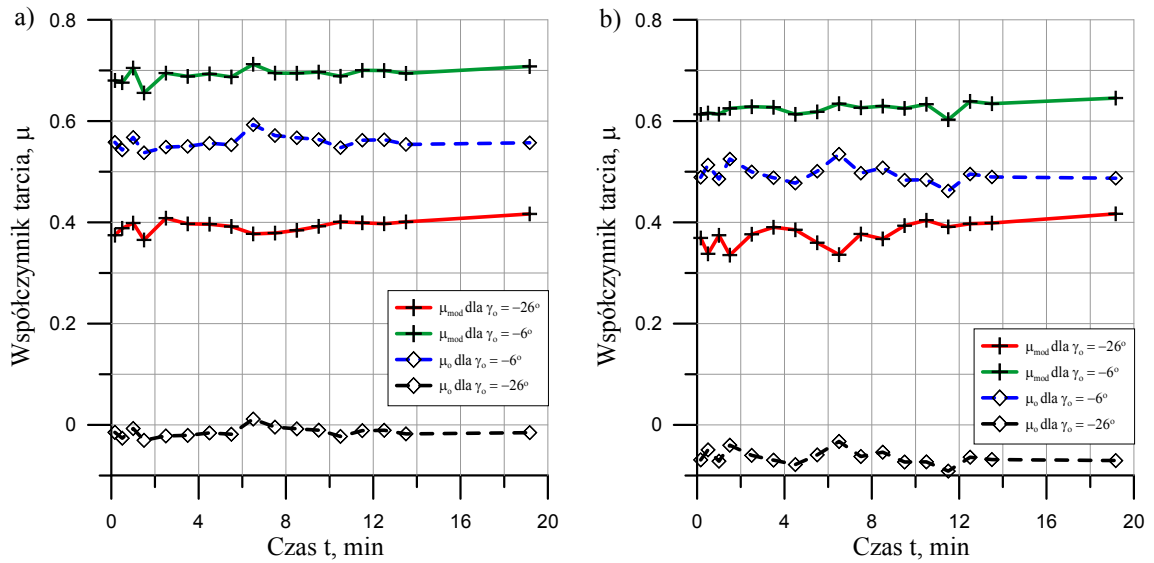 a)
0.8
0.6
0.4
0.2
0
Współczynnik tarcia, μ
μmod dla γo = −26o
μmod dla γo = −6o
μo dla γo = −6o
μo dla γo = −26o
0 4 8 12 16 20
Czas t, min
b)
0.8
0.6
0.4
0.2
0
Współczynnik tarcia, μ
μmod dla γo = −26o
μmod dla γo = −6o
μo dla γo = −6o
μo dla γo = −26o
0 4 8 12 16 20
Czas t, min